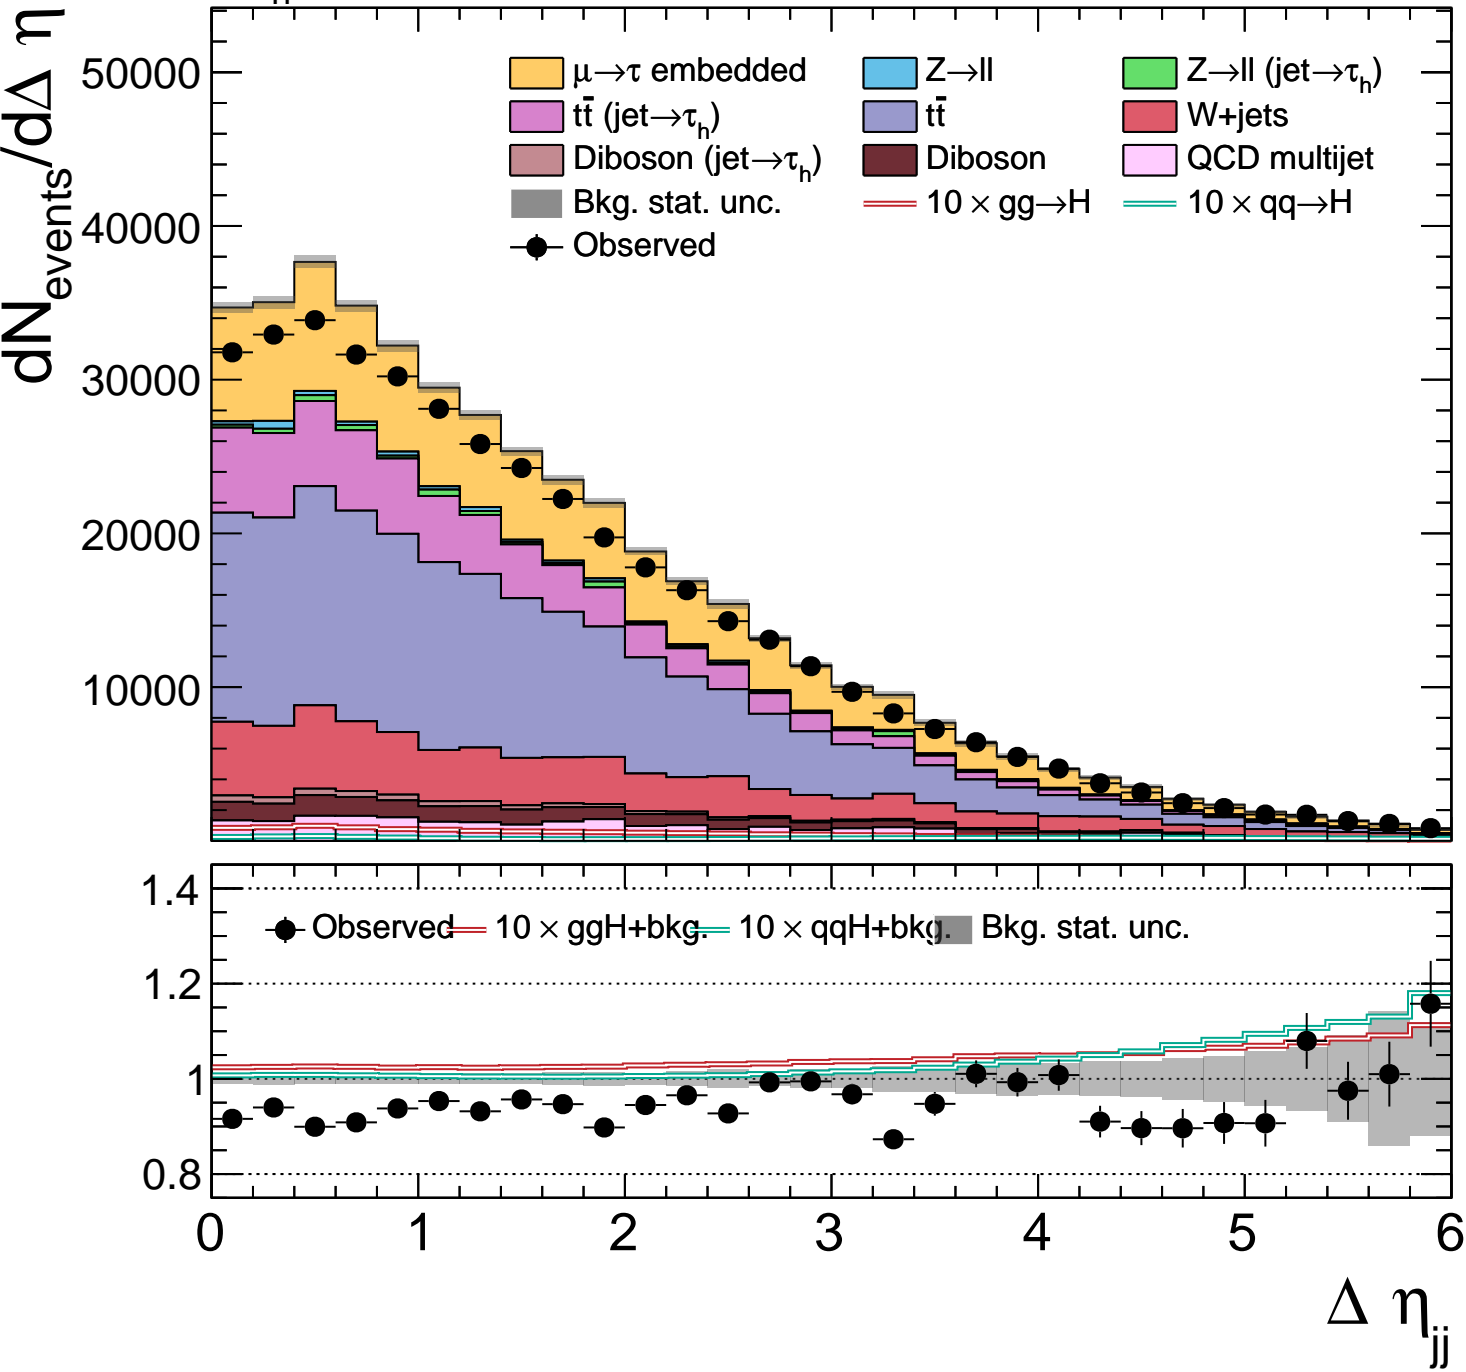 dN_events/dΔ η
50000
40000
30000
20000
10000
μ→τ embedded
Z→ll
Z→ll (jet→τ_h)
tt̄ (jet→τ_h)
tt̄
W+jets
Diboson (jet→τ_h)
Diboson
QCD multijet
Bkg. stat. unc.
10 × gg→H
10 × qq→H
Observed
1.4
1.2
1
0.8
Observed
10 × ggH+bkg.
10 × qqH+bkg.
Bkg. stat. unc.
0 1 2 3 4 5 6
Δ η_jj